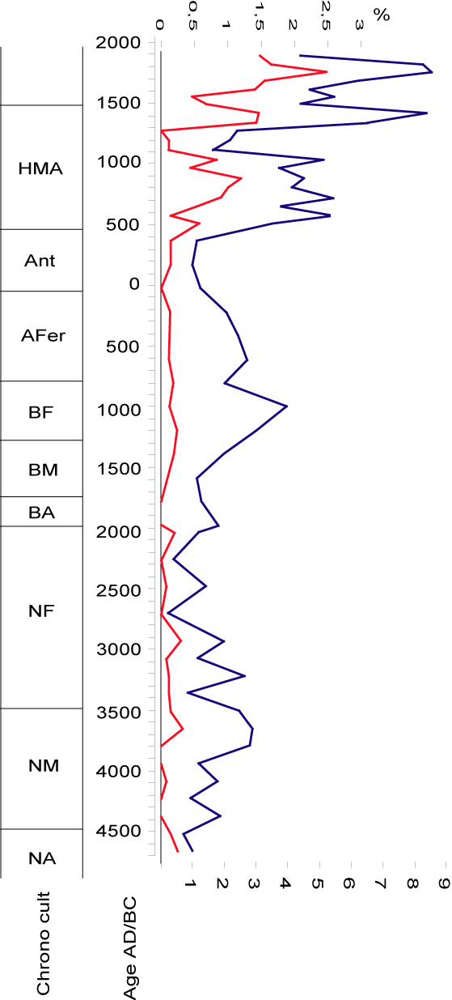 0 0,5 1 1,5 2 2,5 3 %
2000
1500
HMA
1000
500
Ant
0
AFer
500
BF
1000
BM
1500
BA
2000
NF
2500
3000
3500
NM
4000
4500
NA
1 2 3 4 5 6 7 8 9
Chrono cult
Age AD/BC